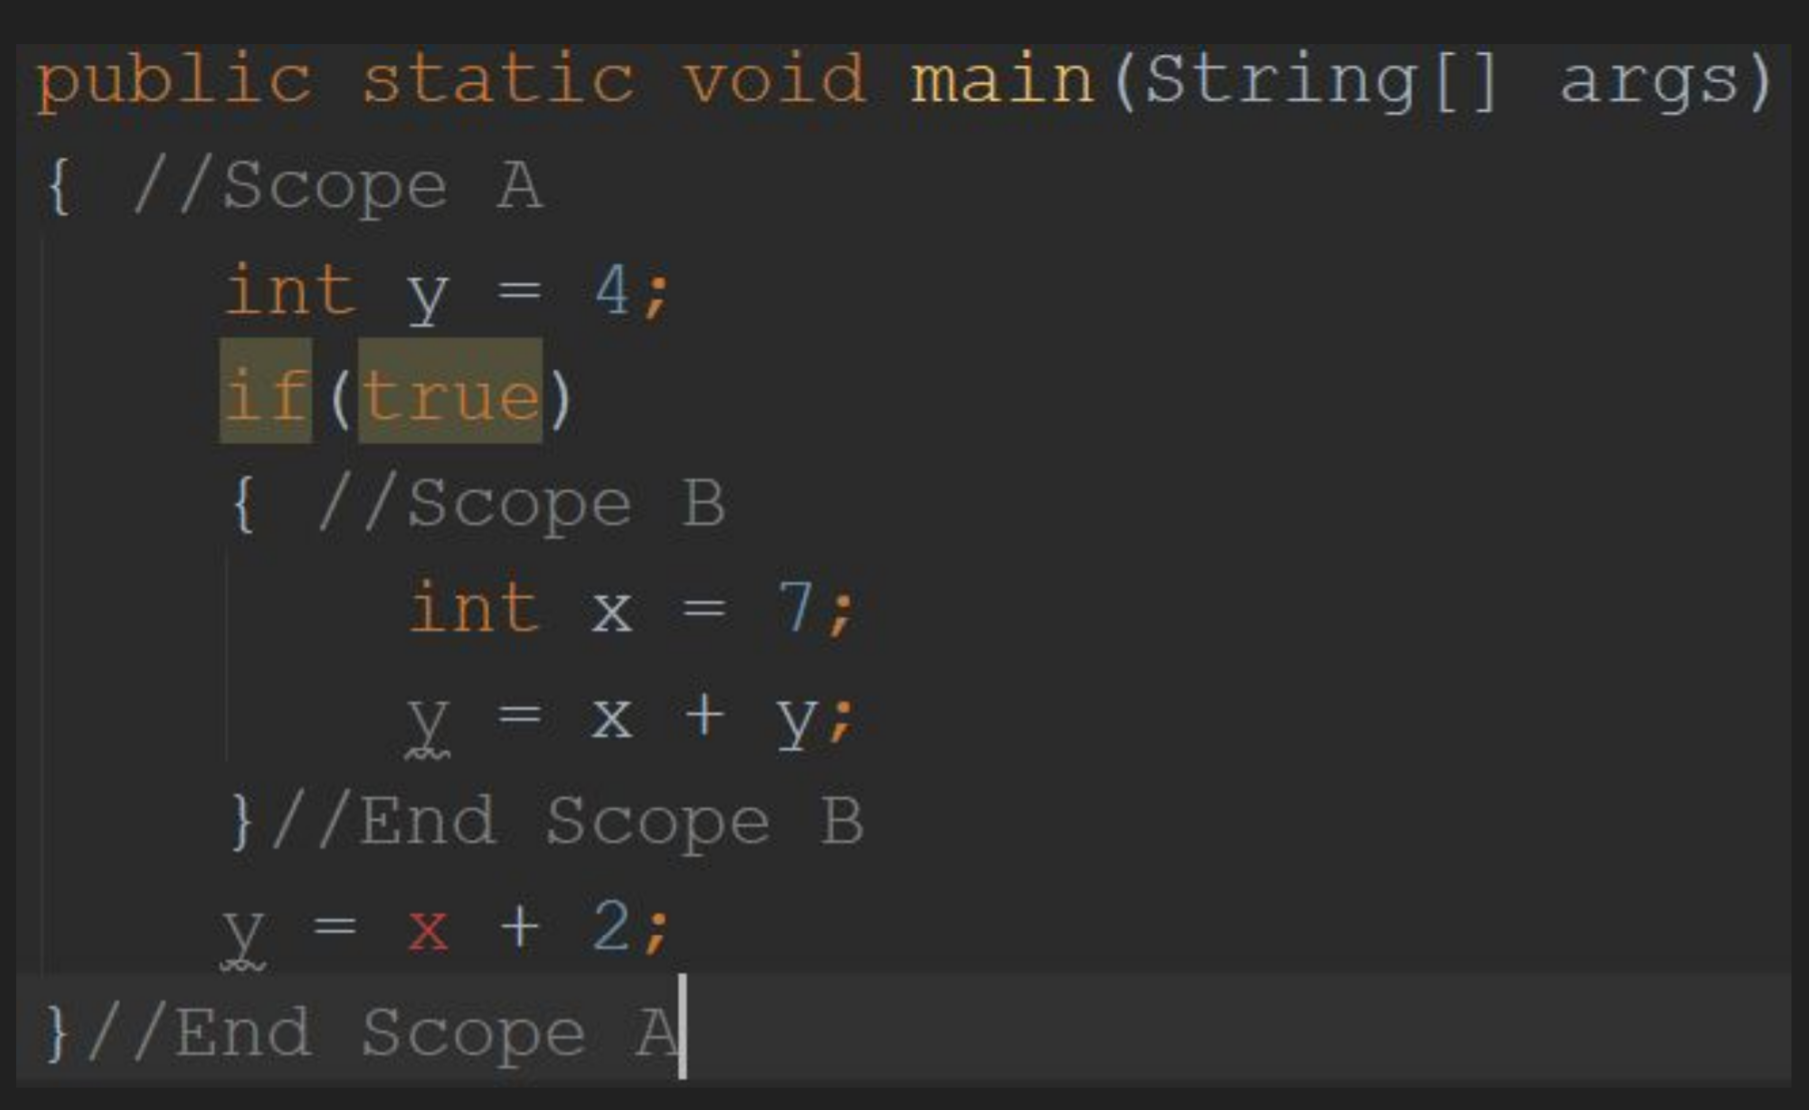 public static void main(String[] args)
{ //Scope A
int y = 4;
if(true)
{ //Scope B
int x = 7;
y = x + y;
}//End Scope B
y = x + 2;
}//End Scope A